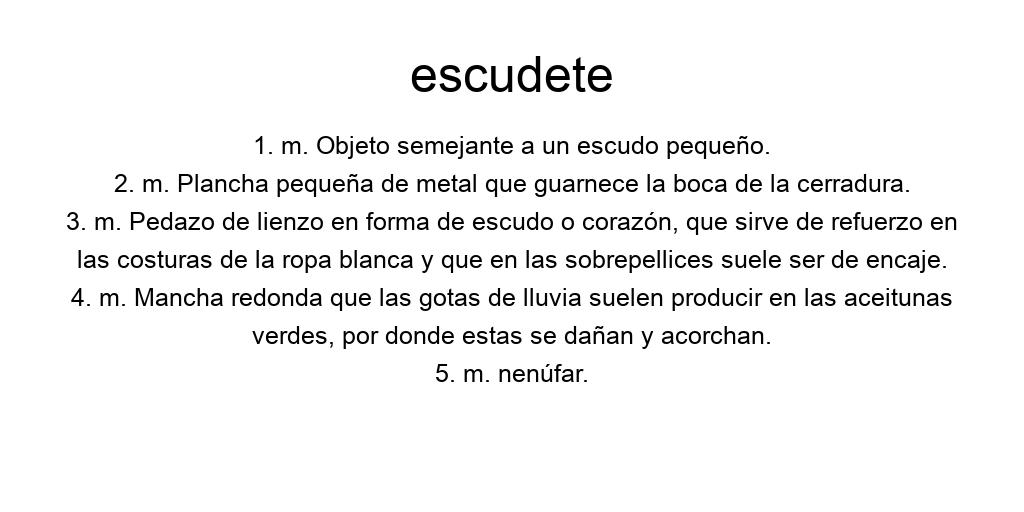 escudete
1. m. Objeto semejante a un escudo pequeño.
2. m. Plancha pequeña de metal que guarnece la boca de la cerradura.
3. m. Pedazo de lienzo en forma de escudo o corazón, que sirve de refuerzo en
las costuras de la ropa blanca y que en las sobrepellices suele ser de encaje.
4. m. Mancha redonda que las gotas de lluvia suelen producir en las aceitunas
verdes, por donde estas se dañan y acorchan.
5. m. nenúfar.